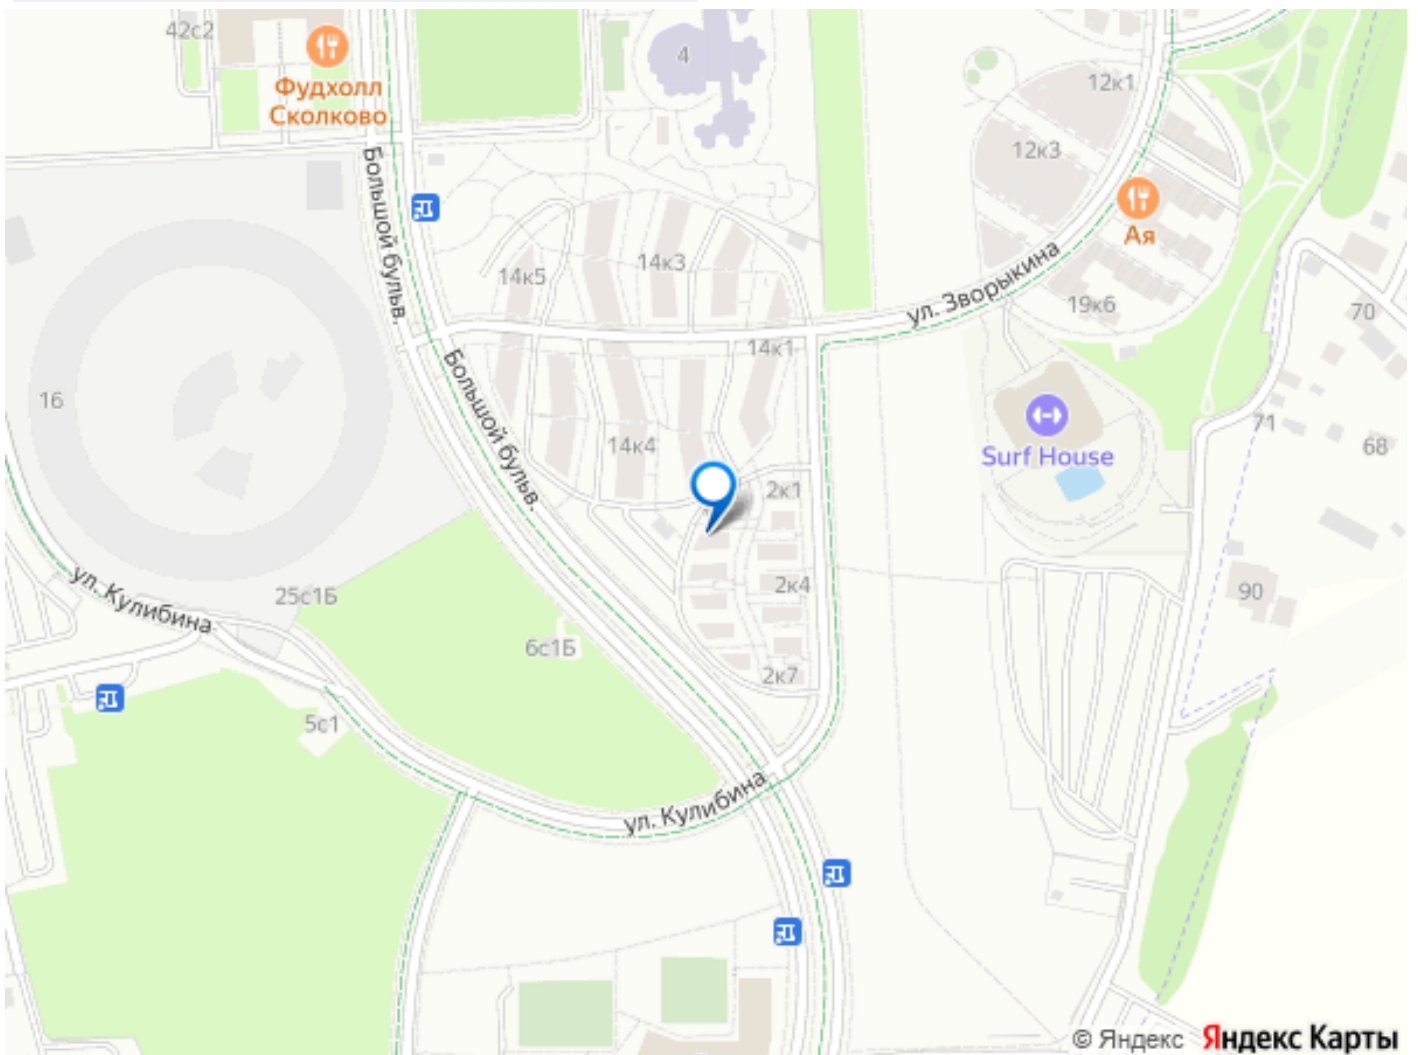 42с2
4
Фудхолл
Сколково
12к1
12к3
Большой бульв.
Ая
14к3
14к5
ул. Зворыкина
19к6
70
14к1
16
Большой бульв.
71
14к4
68
Surf House
2к1
ул. Кулибина
25с1Б
2к4
90
6с1Б
2к7
5с1
ул. Кулибина
© Яндекс Яндекс Карты